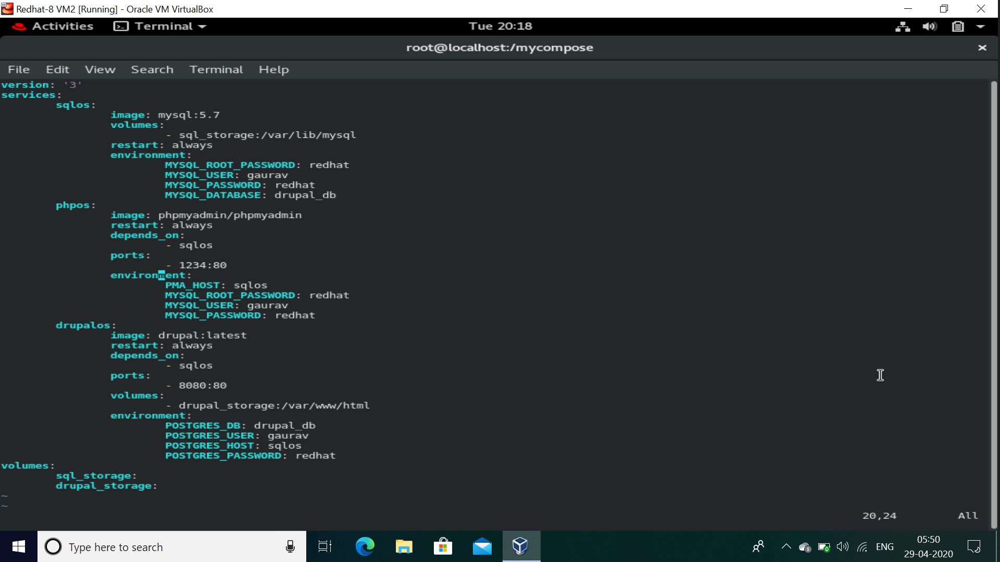 Redhat-8 VM2 [Running] - Oracle VM VirtualBox
Activities Terminal Tue 20:18
root@localhost:/mycompose
File Edit View Search Terminal Help
version: '3'
services:
sqlos:
image: mysql:5.7
volumes:
- sql_storage:/var/lib/mysql
restart: always
environment:
MYSQL_ROOT_PASSWORD: redhat
MYSQL_USER: gaurav
MYSQL_PASSWORD: redhat
MYSQL_DATABASE: drupal_db
phpos:
image: phpmyadmin/phpmyadmin
restart: always
depends_on:
- sqlos
ports:
- 1234:80
environment:
PMA_HOST: sqlos
MYSQL_ROOT_PASSWORD: redhat
MYSQL_USER: gaurav
MYSQL_PASSWORD: redhat
drupalos:
image: drupal:latest
restart: always
depends_on:
- sqlos
ports:
- 8080:80
volumes:
- drupal_storage:/var/www/html
environment:
POSTGRES_DB: drupal_db
POSTGRES_USER: gaurav
POSTGRES_HOST: sqlos
POSTGRES_PASSWORD: redhat
volumes:
sql_storage:
drupal_storage:
~
~
20,24 All
Type here to search
ENG
05:50
29-04-2020